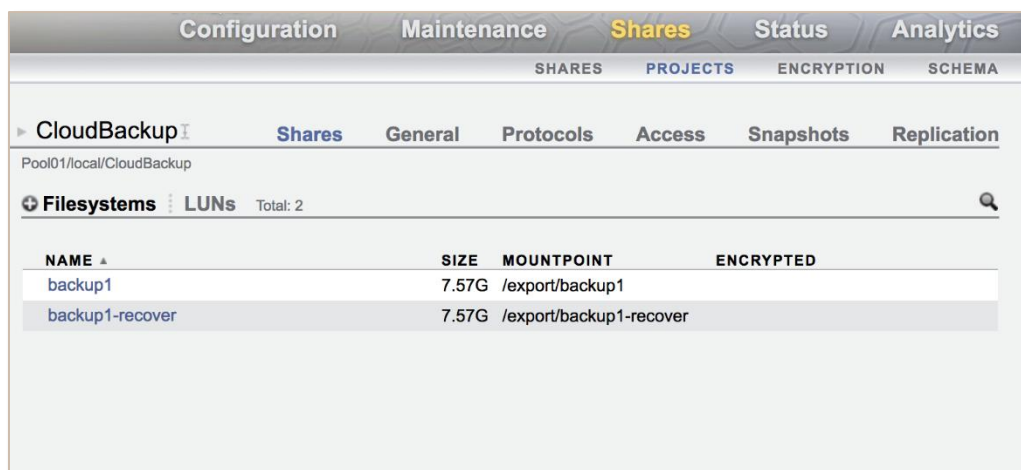 Configuration Maintenance Shares Status Analytics
SHARES PROJECTS ENCRYPTION SCHEMA
CloudBackup Shares General Protocols Access Snapshots Replication
Pool01/local/CloudBackup
Filesystems LUNs Total: 2
NAME SIZE MOUNTPOINT ENCRYPTED
backup1 7.57G /export/backup1
backup1-recover 7.57G /export/backup1-recover